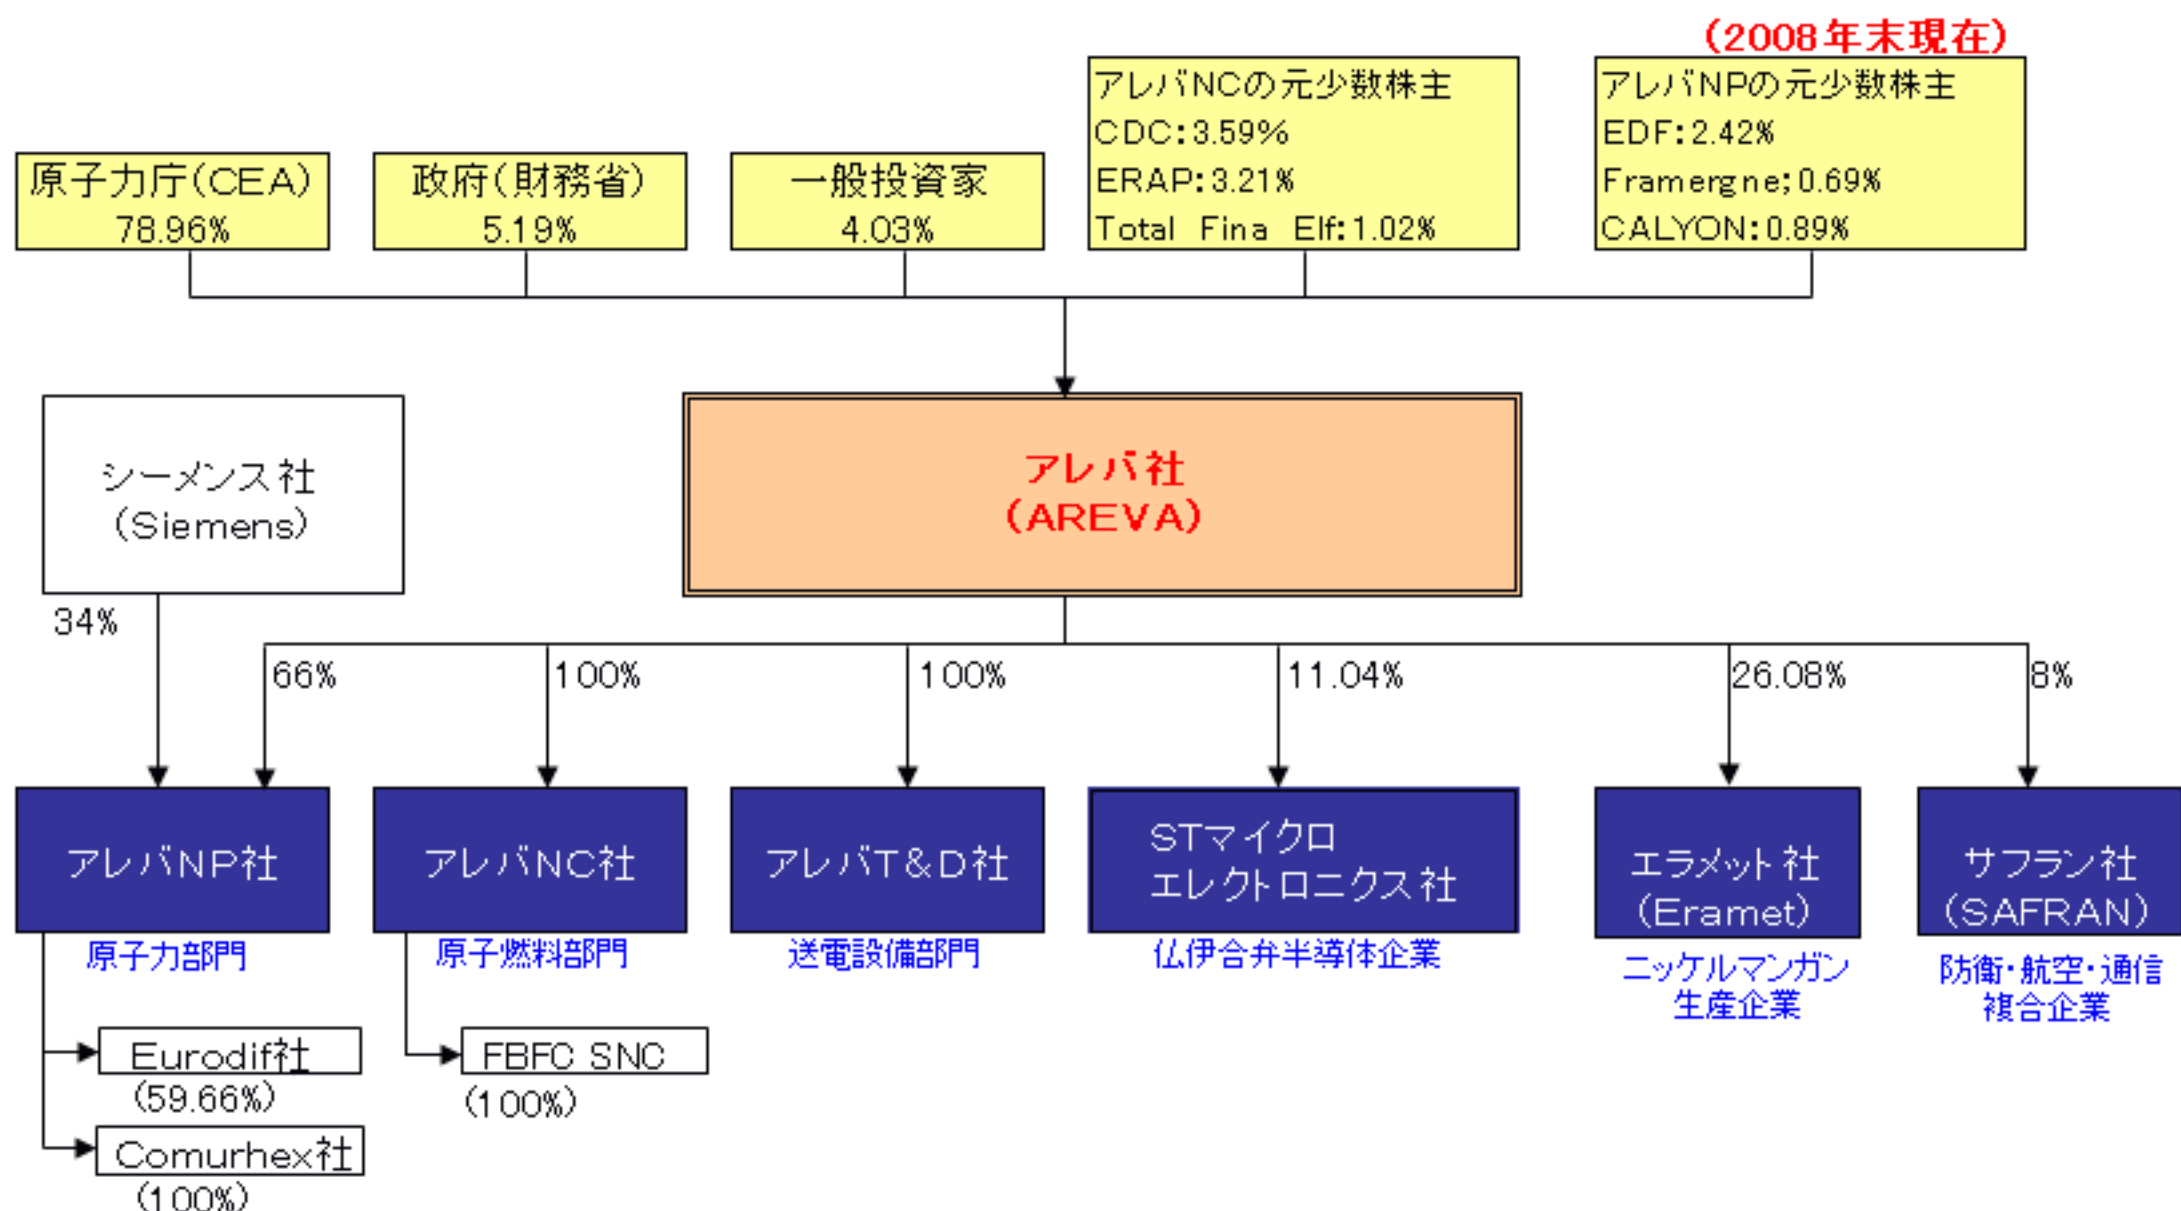 (2008年末現在)
原子力庁(CEA)
78.96%
政府(財務省)
5.19%
一般投資家
4.03%
アレバNCの元少数株主
CDC:3.59%
ERAP:3.21%
Total Fina Elf:1.02%
アレバNPの元少数株主
EDF:2.42%
Framergne;0.69%
CALYON:0.89%
シーメンス社
(Siemens)
アレバ社
(AREVA)
34%
66%
100%
100%
11.04%
26.08%
8%
アレバNP社
原子力部門
アレバNC社
原子燃料部門
アレバT&D社
送電設備部門
STマイクロ
エレクトロニクス社
仏伊合弁半導体企業
エラメット社
(Eramet)
ニッケルマンガン
生産企業
サフラン社
(SAFRAN)
防衛・航空・通信
複合企業
Eurodif社
(59.66%)
Comurhex社
(100%)
FBFC SNC
(100%)